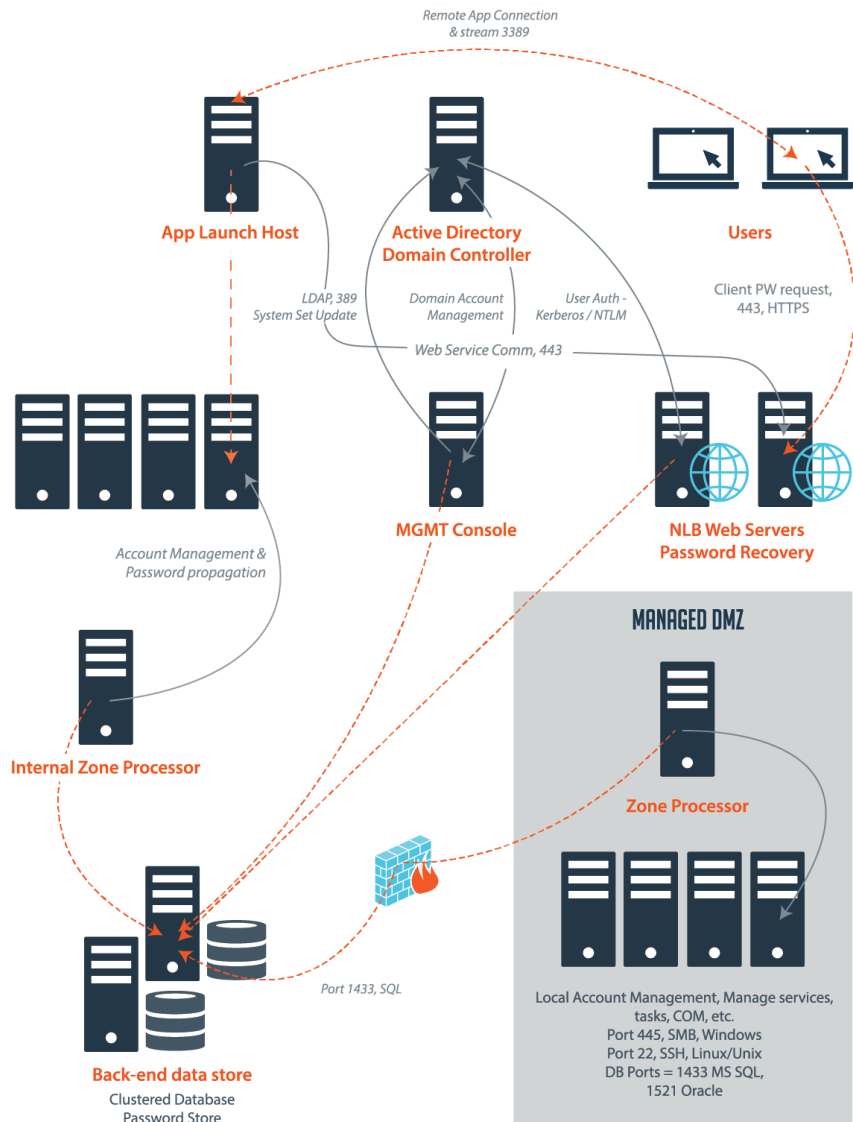 Remote App Connection
& stream 3389
App Launch Host
Active Directory
Domain Controller
Users
LDAP, 389
System Set Update
Domain Account
Management
User Auth -
Kerberos / NTLM
Client PW request,
443, HTTPS
Web Service Comm, 443
MGMT Console
NLB Web Servers
Password Recovery
Account Management &
Password propagation
MANAGED DMZ
Internal Zone Processor
Zone Processor
Port 1433, SQL
Local Account Management, Manage services,
tasks, COM, etc.
Port 445, SMB, Windows
Port 22, SSH, Linux/Unix
DB Ports = 1433 MS SQL,
1521 Oracle
Back-end data store
Clustered Database
Password Store